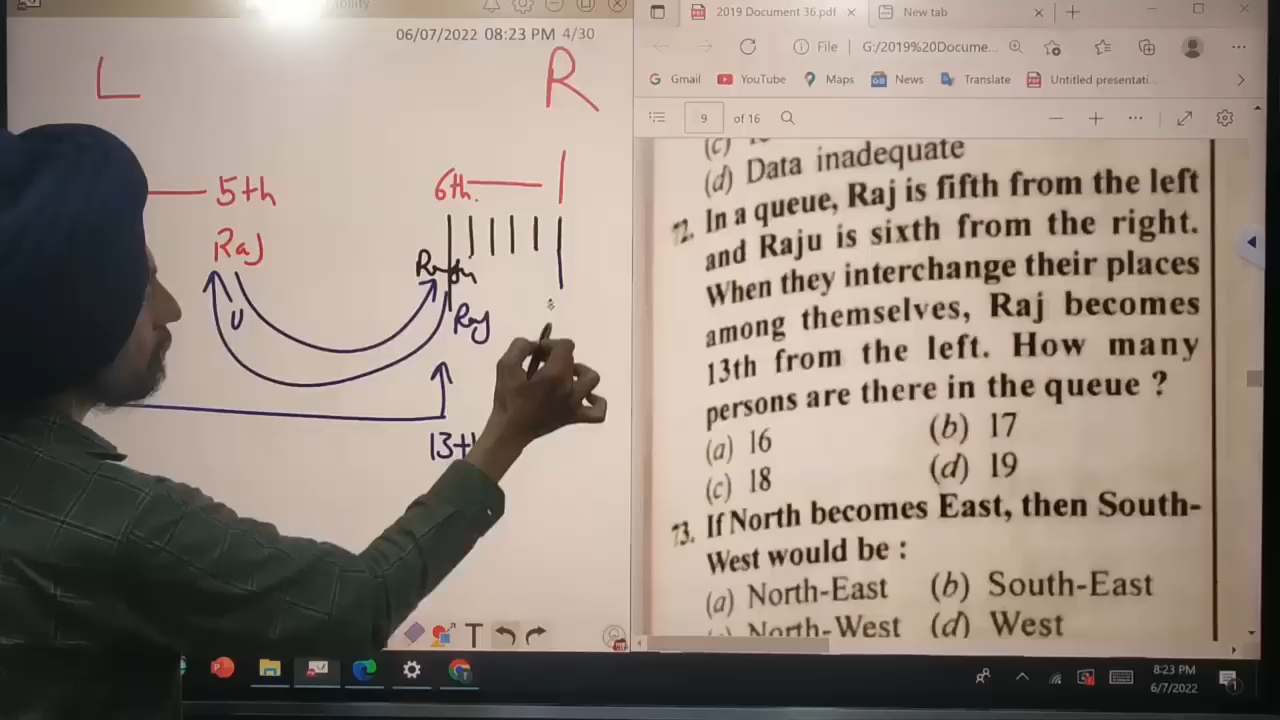 06/07/2022 08:23 PM 4/30
L
R
5th
6th.
Raj
Raj
13th
2019 Document 36.pdf
New tab
File
G:/2019%20Docume...
Gmail
YouTube
Maps
News
Translate
Untitled presentati...
9 of 16
(c)
(d) Data inadequate
72. In a queue, Raj is fifth from the left
and Raju is sixth from the right.
When they interchange their places
among themselves, Raj becomes
13th from the left. How many
persons are there in the queue ?
(a) 16
(b) 17
(c) 18
(d) 19
73. If North becomes East, then South-
West would be :
(a) North-East (b) South-East
North-West (d) West
8:23 PM
6/7/2022